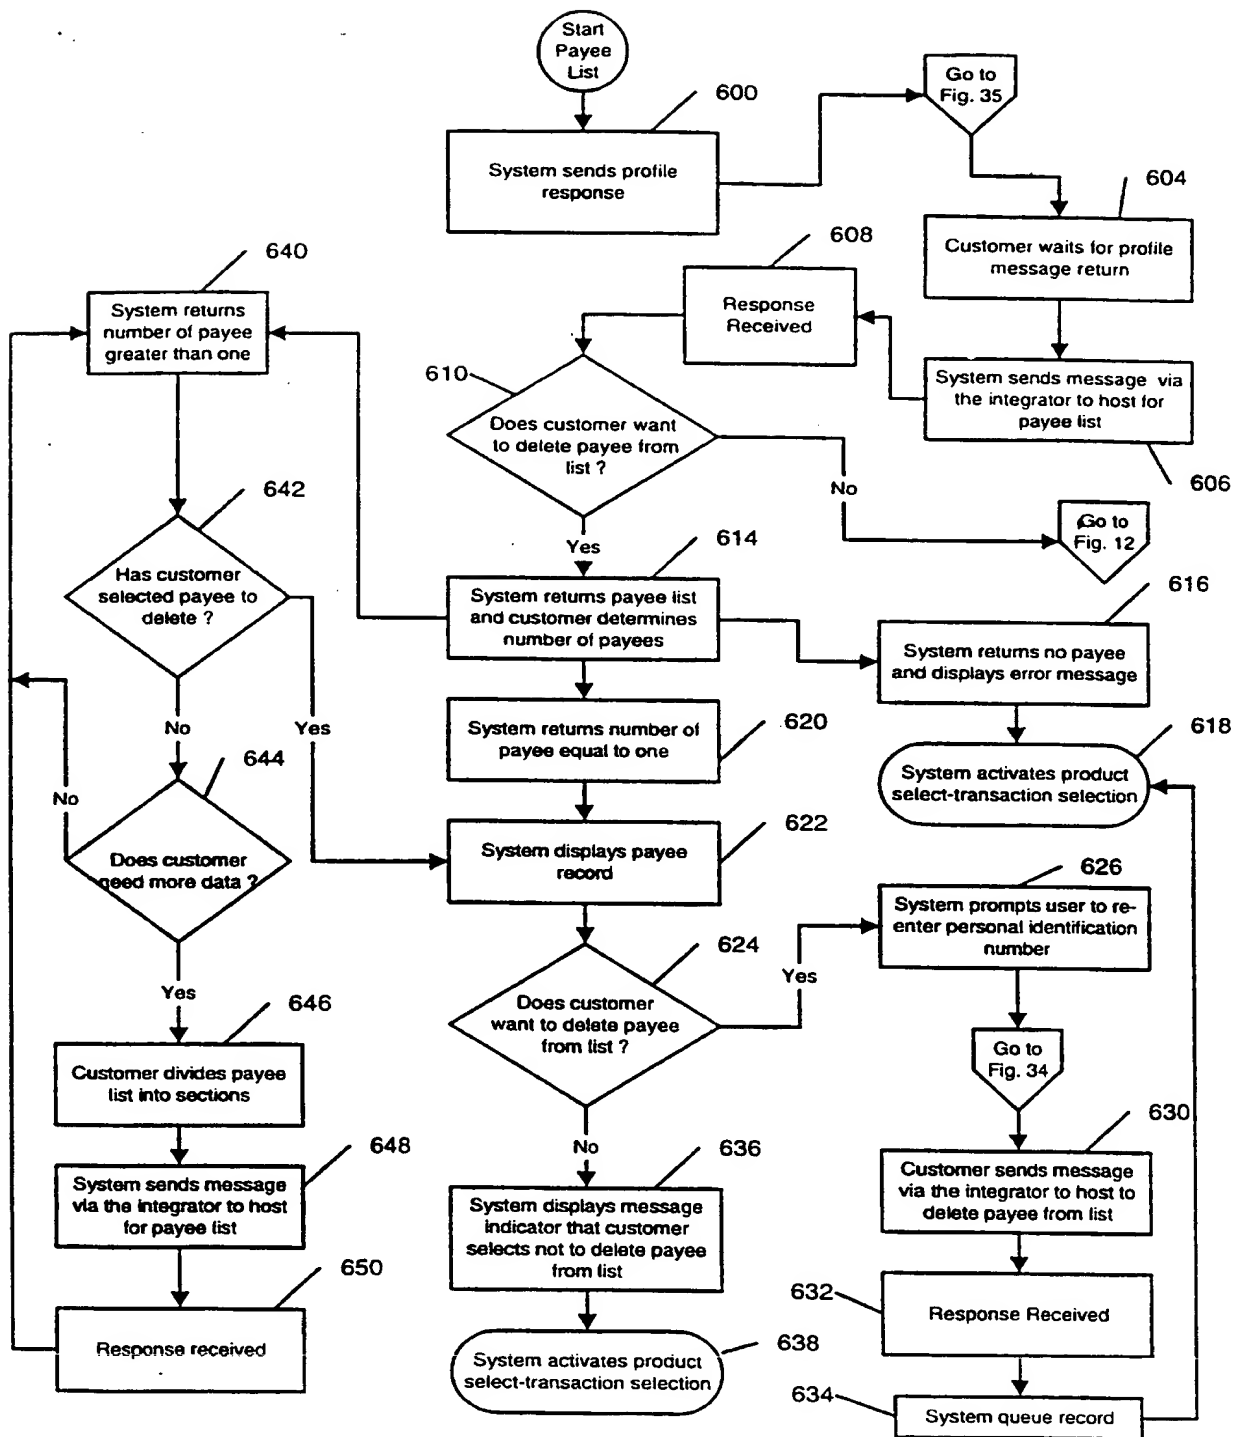 Start
Payee
List
600
Go to
Fig. 35
System sends profile
response
604
Customer waits for profile
message return
608
Response
Received
640
System returns
number of payee
greater than one
610
Does customer want
to delete payee from
list ?
System sends message via
the integrator to host for
payee list
606
No
Go to
Fig. 12
Yes
642
Has customer
selected payee to
delete ?
614
System returns payee list
and customer determines
number of payees
616
System returns no payee
and displays error message
No
Yes
620
System returns number of
payee equal to one
618
System activates product
select-transaction selection
644
No
Does customer
need more data ?
622
System displays payee
record
626
System prompts user to re-
enter personal identification
number
624
Does customer
want to delete payee
from list ?
Yes
Yes
Go to
Fig. 34
646
Customer divides payee
list into sections
No
630
Customer sends message
via the integrator to host to
delete payee from list
648
System sends message
via the integrator to host
for payee list
636
System displays message
indicator that customer
selects not to delete payee
from list
650
Response received
632
Response Received
638
System activates product
select-transaction selection
634
System queue record